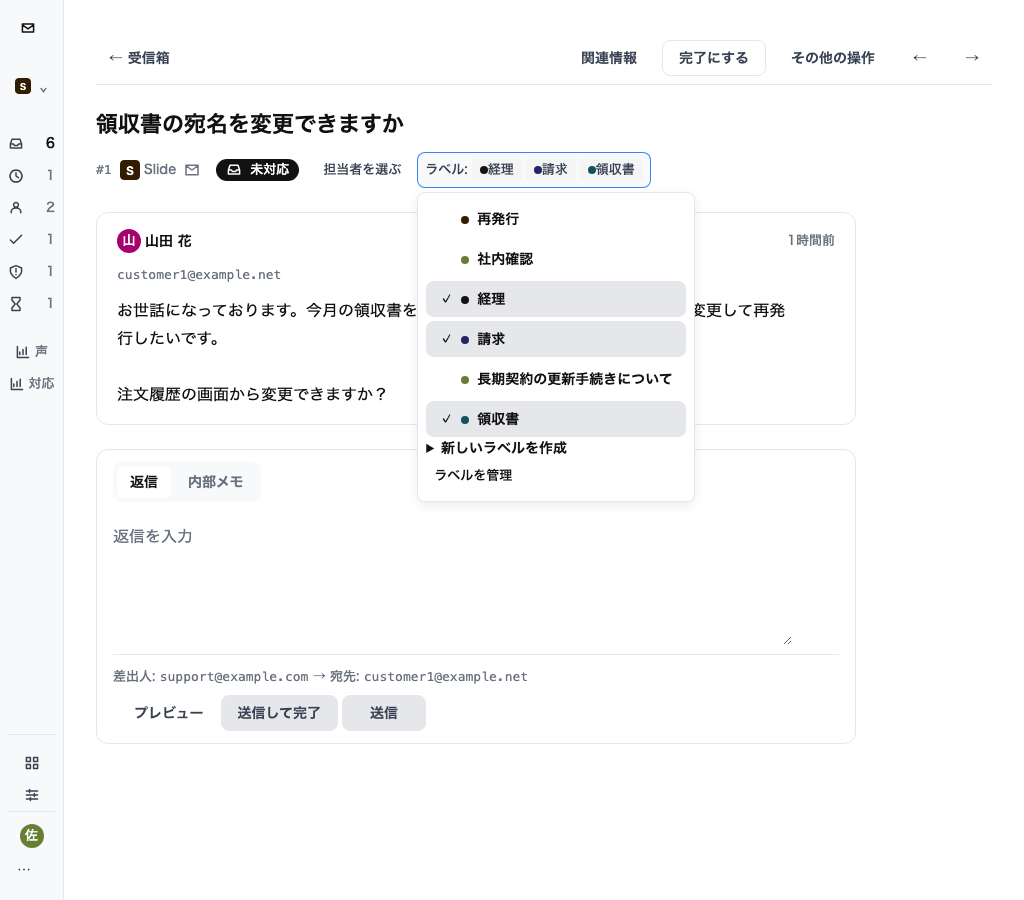 ← 受信箱
関連情報
完了にする
その他の操作
←
→
S
領収書の宛名を変更できますか
#1 S Slide
未対応
担当者を選ぶ
ラベル: 経理 請求 領収書
6
1
2
1
1
1
声
対応
再発行
社内確認
✓ 経理
✓ 請求
長期契約の更新手続きについて
✓ 領収書
▶ 新しいラベルを作成
ラベルを管理
山 山田 花
1時間前
customer1@example.net
お世話になっております。今月の領収書を
変更して再発
行したいです。
注文履歴の画面から変更できますか？
返信
内部メモ
返信を入力
差出人: support@example.com → 宛先: customer1@example.net
プレビュー
送信して完了
送信
佐
…